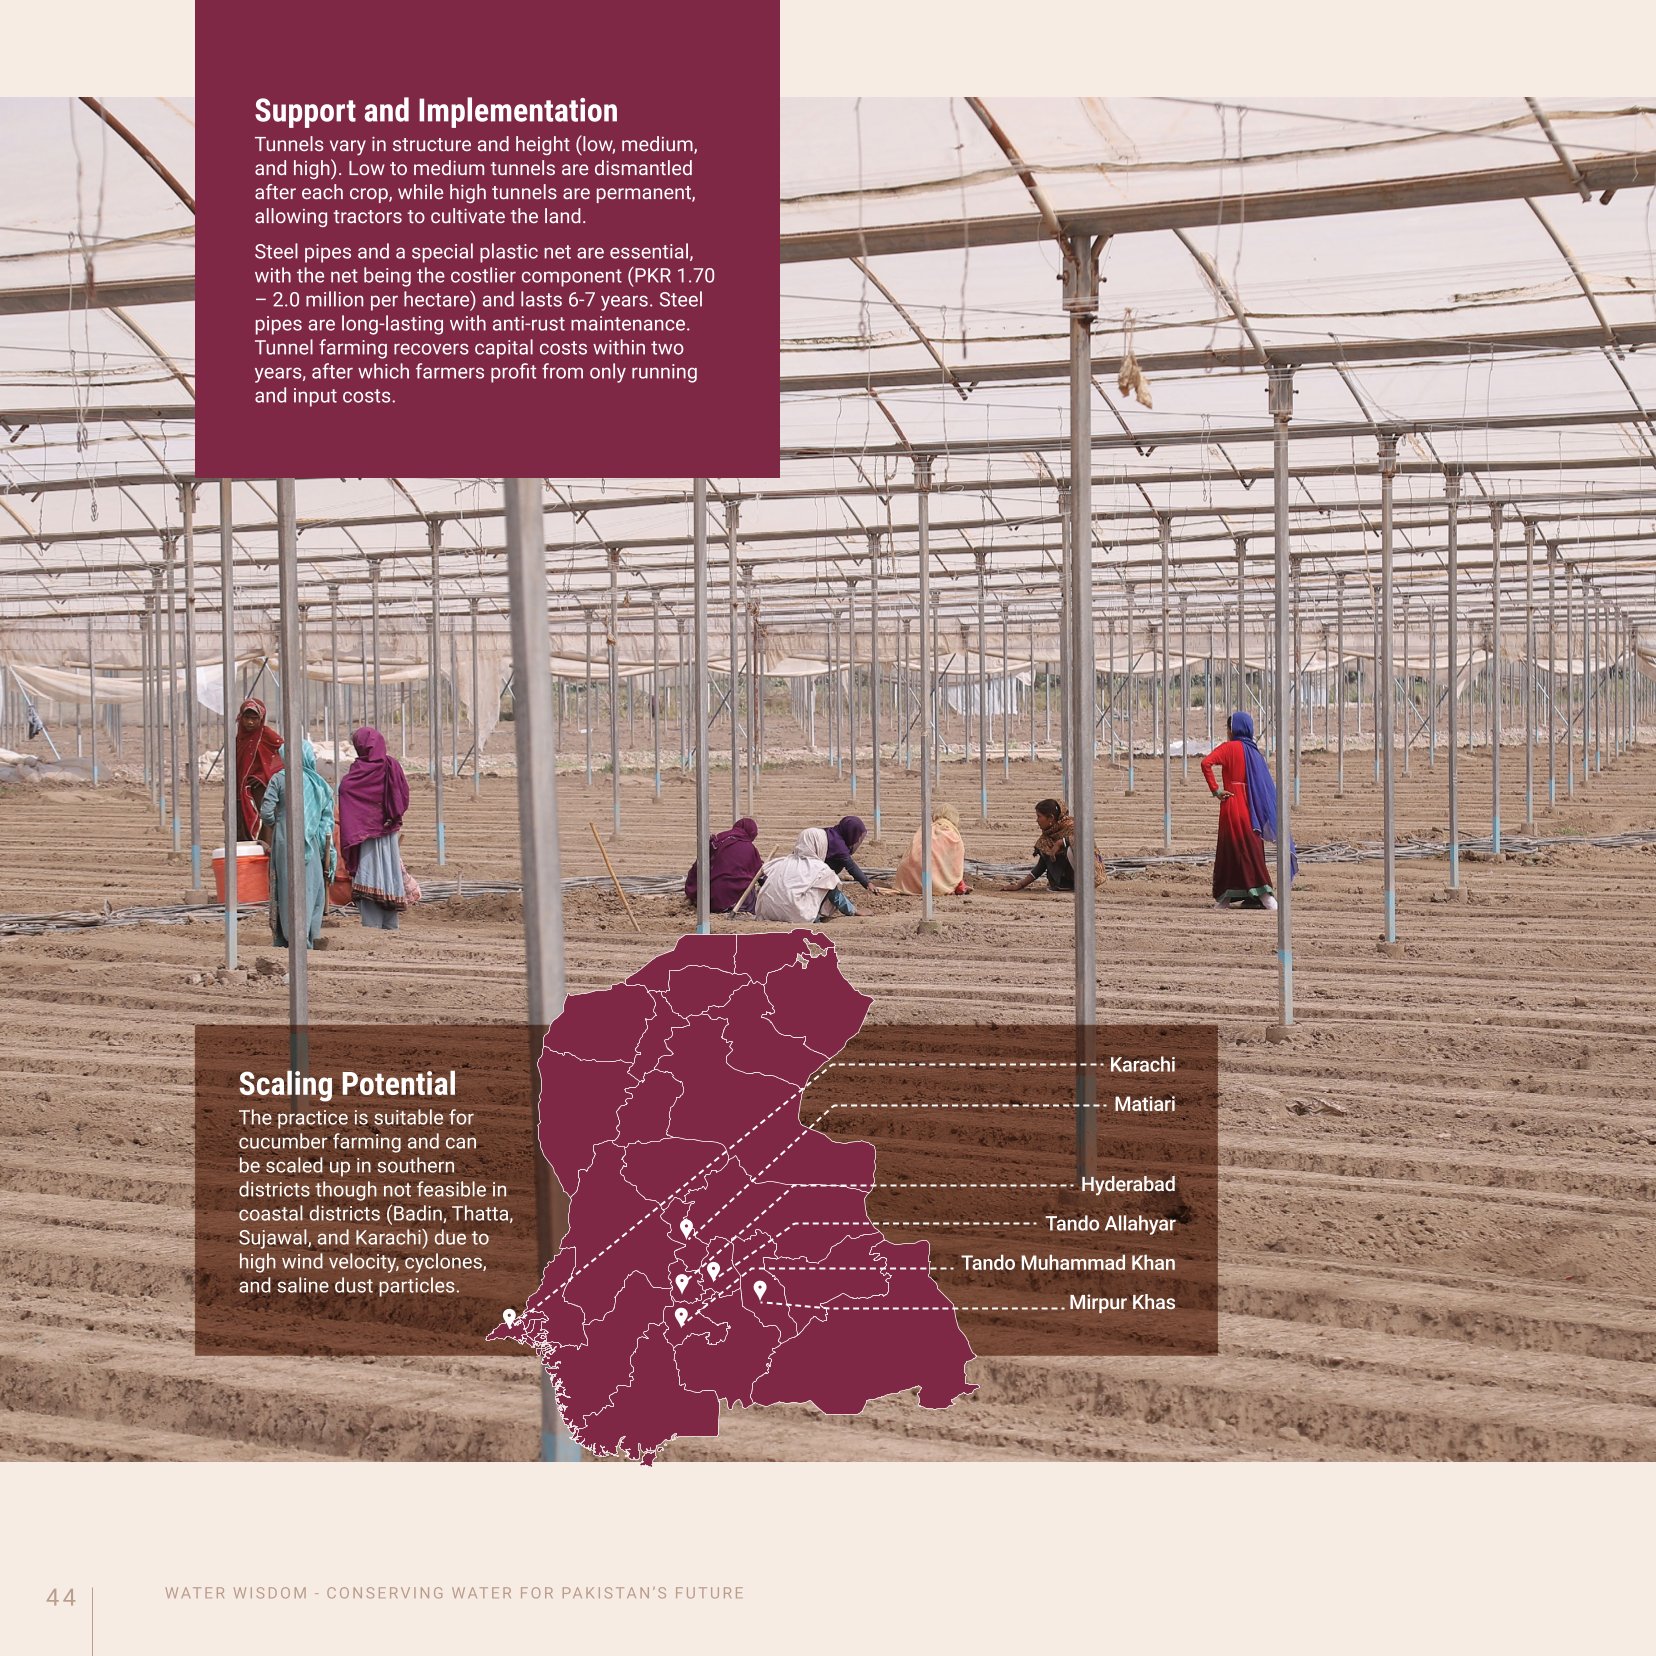 Support and Implementation
Tunnels vary in structure and height (low, medium,
and high). Low to medium tunnels are dismantled
after each crop, while high tunnels are permanent,
allowing tractors to cultivate the land.
Steel pipes and a special plastic net are essential,
with the net being the costlier component (PKR 1.70
– 2.0 million per hectare) and lasts 6-7 years. Steel
pipes are long-lasting with anti-rust maintenance.
Tunnel farming recovers capital costs within two
years, after which farmers profit from only running
and input costs.
Scaling Potential
The practice is suitable for
cucumber farming and can
be scaled up in southern
districts though not feasible in
coastal districts (Badin, Thatta,
Sujawal, and Karachi) due to
high wind velocity, cyclones,
and saline dust particles.
Karachi
Matiari
Hyderabad
Tando Allahyar
Tando Muhammad Khan
Mirpur Khas
44
WATER WISDOM - CONSERVING WATER FOR PAKISTAN'S FUTURE